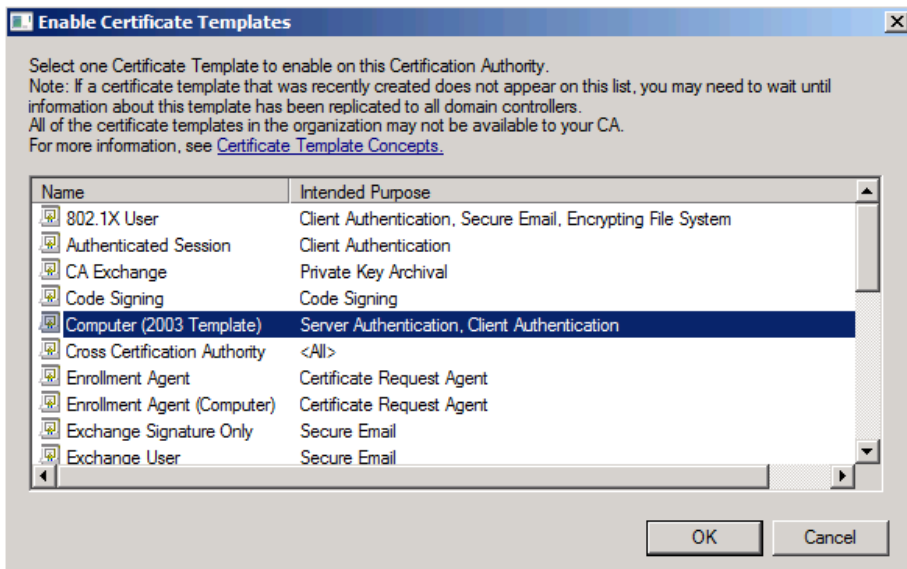 Enable Certificate Templates
Select one Certificate Template to enable on this Certification Authority.
Note: If a certificate template that was recently created does not appear on this list, you may need to wait until
information about this template has been replicated to all domain controllers.
All of the certificate templates in the organization may not be available to your CA.
For more information, see Certificate Template Concepts.
Name Intended Purpose
802.1X User Client Authentication, Secure Email, Encrypting File System
Authenticated Session Client Authentication
CA Exchange Private Key Archival
Code Signing Code Signing
Computer (2003 Template) Server Authentication, Client Authentication
Cross Certification Authority <All>
Enrollment Agent Certificate Request Agent
Enrollment Agent (Computer) Certificate Request Agent
Exchange Signature Only Secure Email
Exchange User Secure Email
OK Cancel